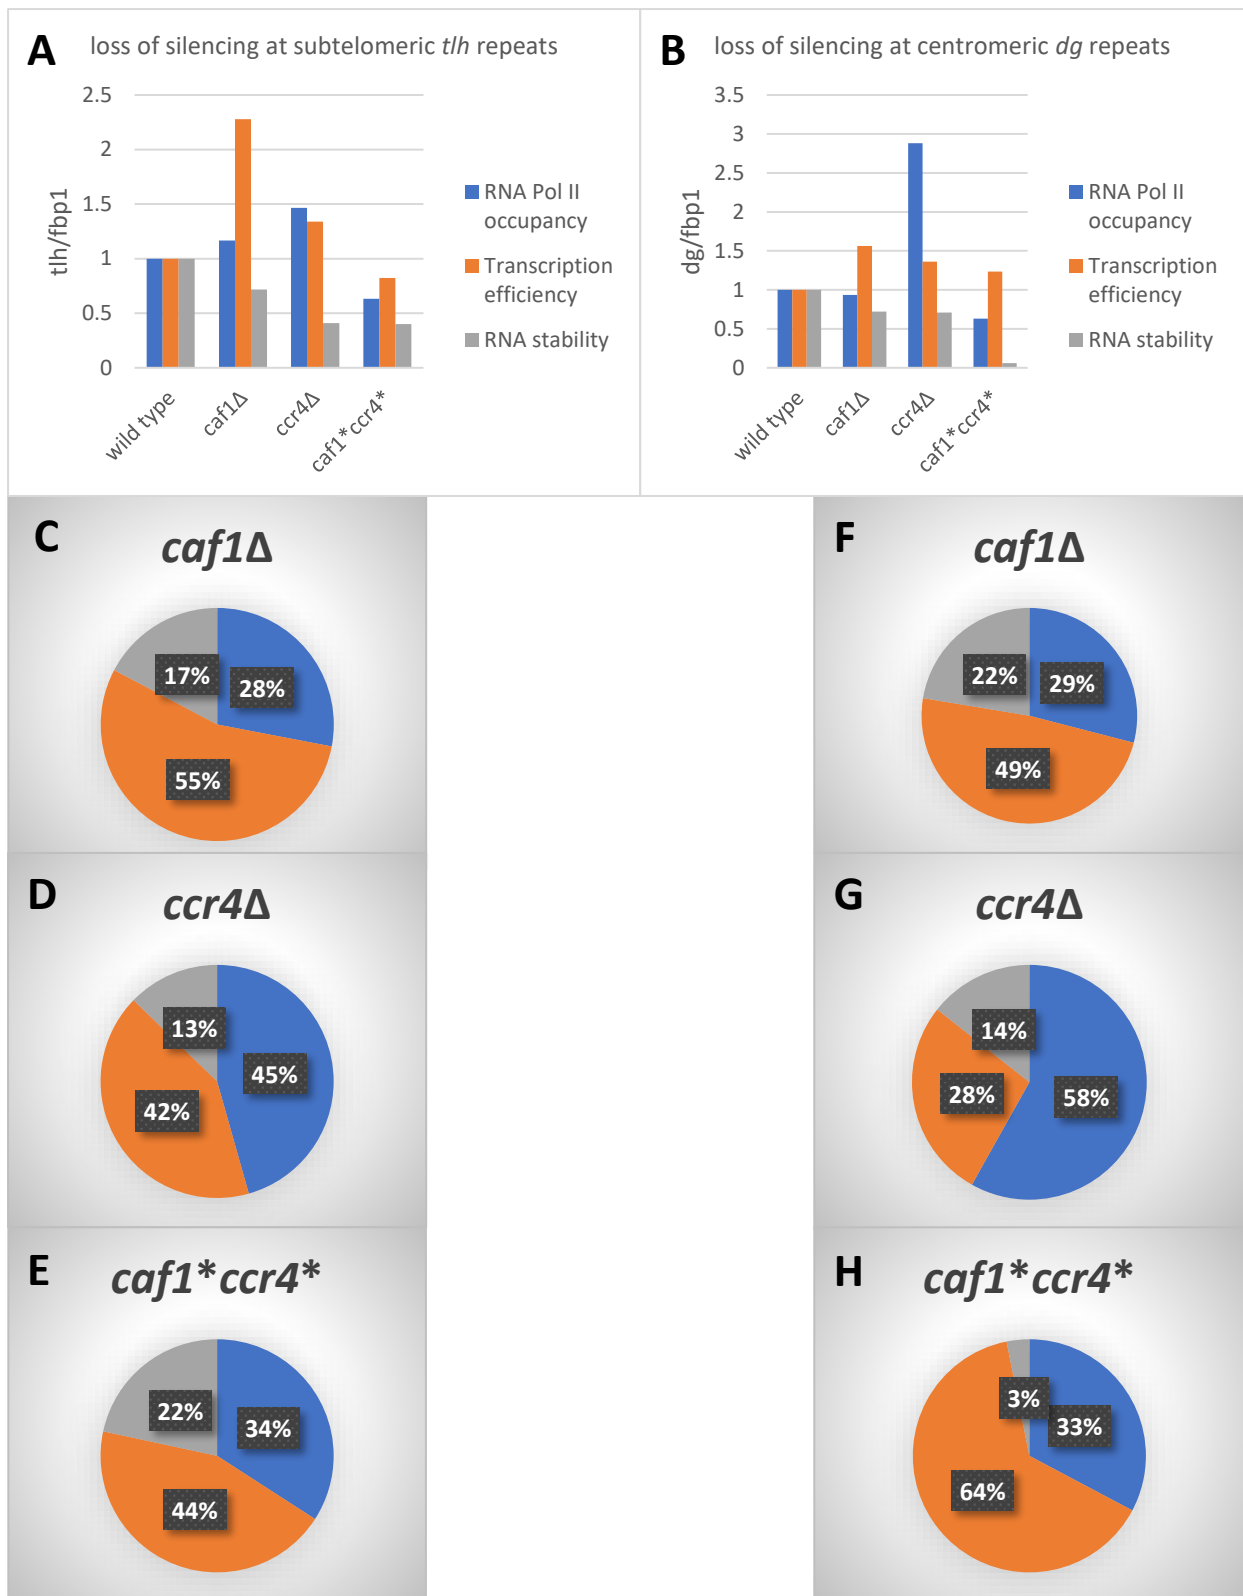 A loss of silencing at subtelomeric tlh repeats
2.5
2
1.5
1
0.5
0
tlh/fbp1
wild type
caf1Δ
ccr4Δ
caf1*ccr4*
RNA Pol II
occupancy
Transcription
efficiency
RNA stability
B loss of silencing at centromeric dg repeats
3.5
3
2.5
2
1.5
1
0.5
0
dg/fbp1
wild type
caf1Δ
ccr4Δ
caf1*ccr4*
RNA Pol II
occupancy
Transcription
efficiency
RNA stability
C
caf1Δ
17%
28%
55%
F
caf1Δ
22%
29%
49%
D
ccr4Δ
13%
45%
42%
G
ccr4Δ
14%
28%
58%
E
caf1*ccr4*
22%
34%
44%
H
caf1*ccr4*
3%
33%
64%